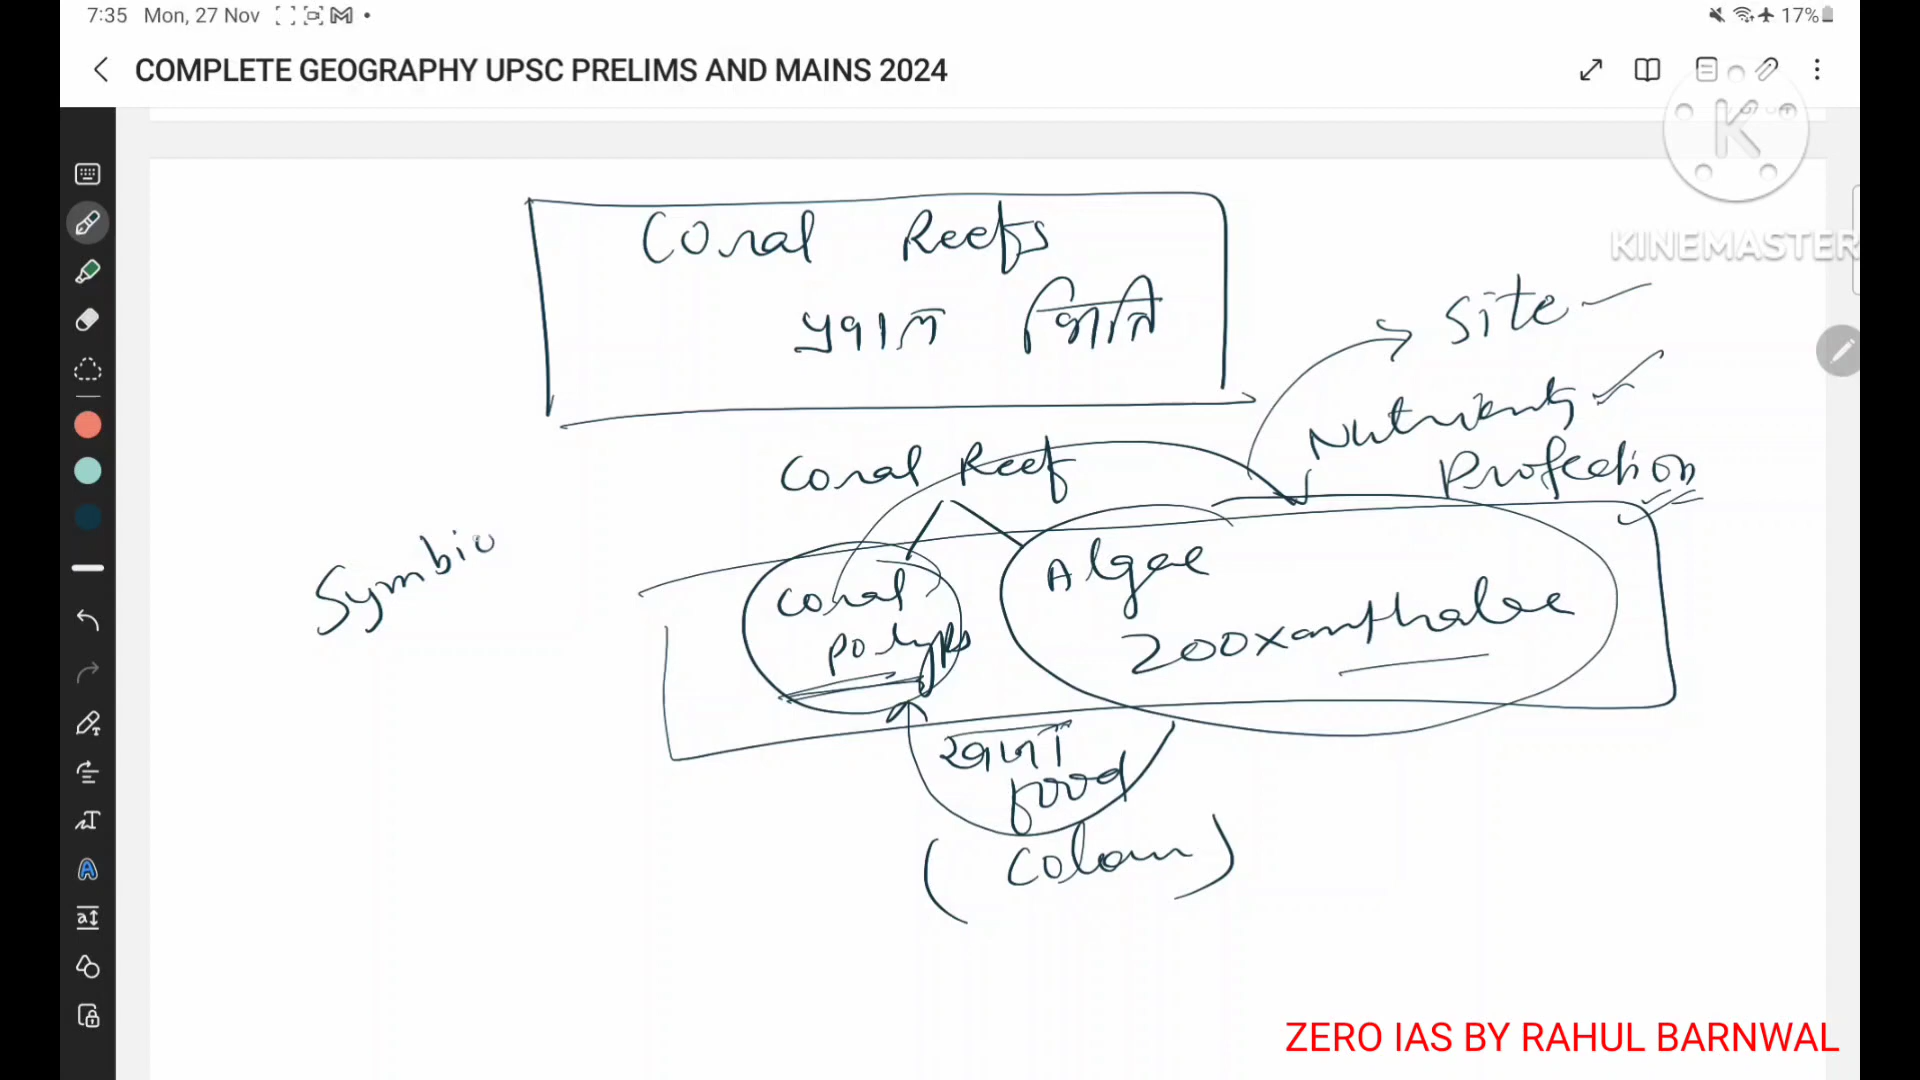 7:35 Mon, 27 Nov
17%
COMPLETE GEOGRAPHY UPSC PRELIMS AND MAINS 2024
K
KINEMASTER
Coral Reefs
Site
Nutrients
Protection
Coral Reef
Symbio
Coral polyps
Algae
Zooxanthalae
food
(Colour)
ZERO IAS BY RAHUL BARNWAL